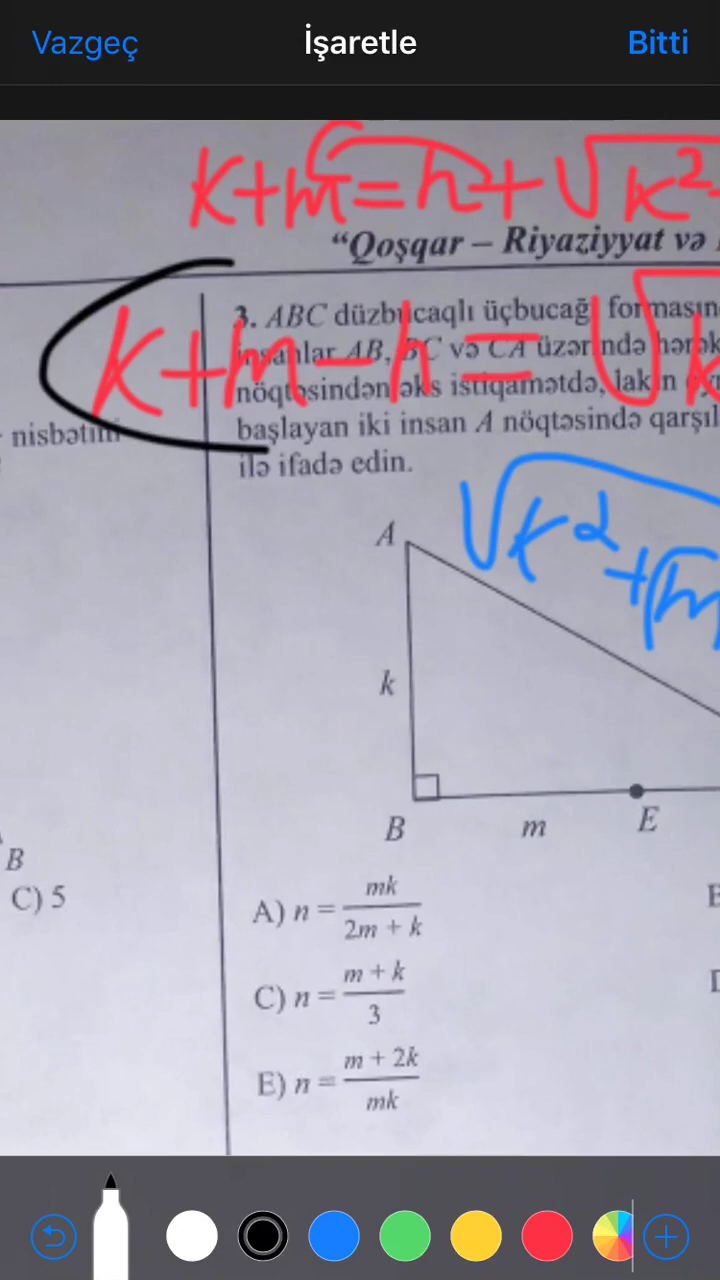 Vazgeç İşaretle Bitti
K+m=n+√k²
“Qoşqar – Riyaziyyat və
K+m-n=√k
3. ABC düzbucaqlı üçbucağı formasın
insanlar AB, BC və CA üzərində hərək
nöqtəsindən əks istiqamətdə, lakin eyn
nisbətini
başlayan iki insan A nöqtəsində qarşıl
ilə ifadə edin.
√k²+(m
A
k
B m E
B
C) 5
A) n = mk / 2m + k
C) n = m + k / 3
E) n = m + 2k / mk